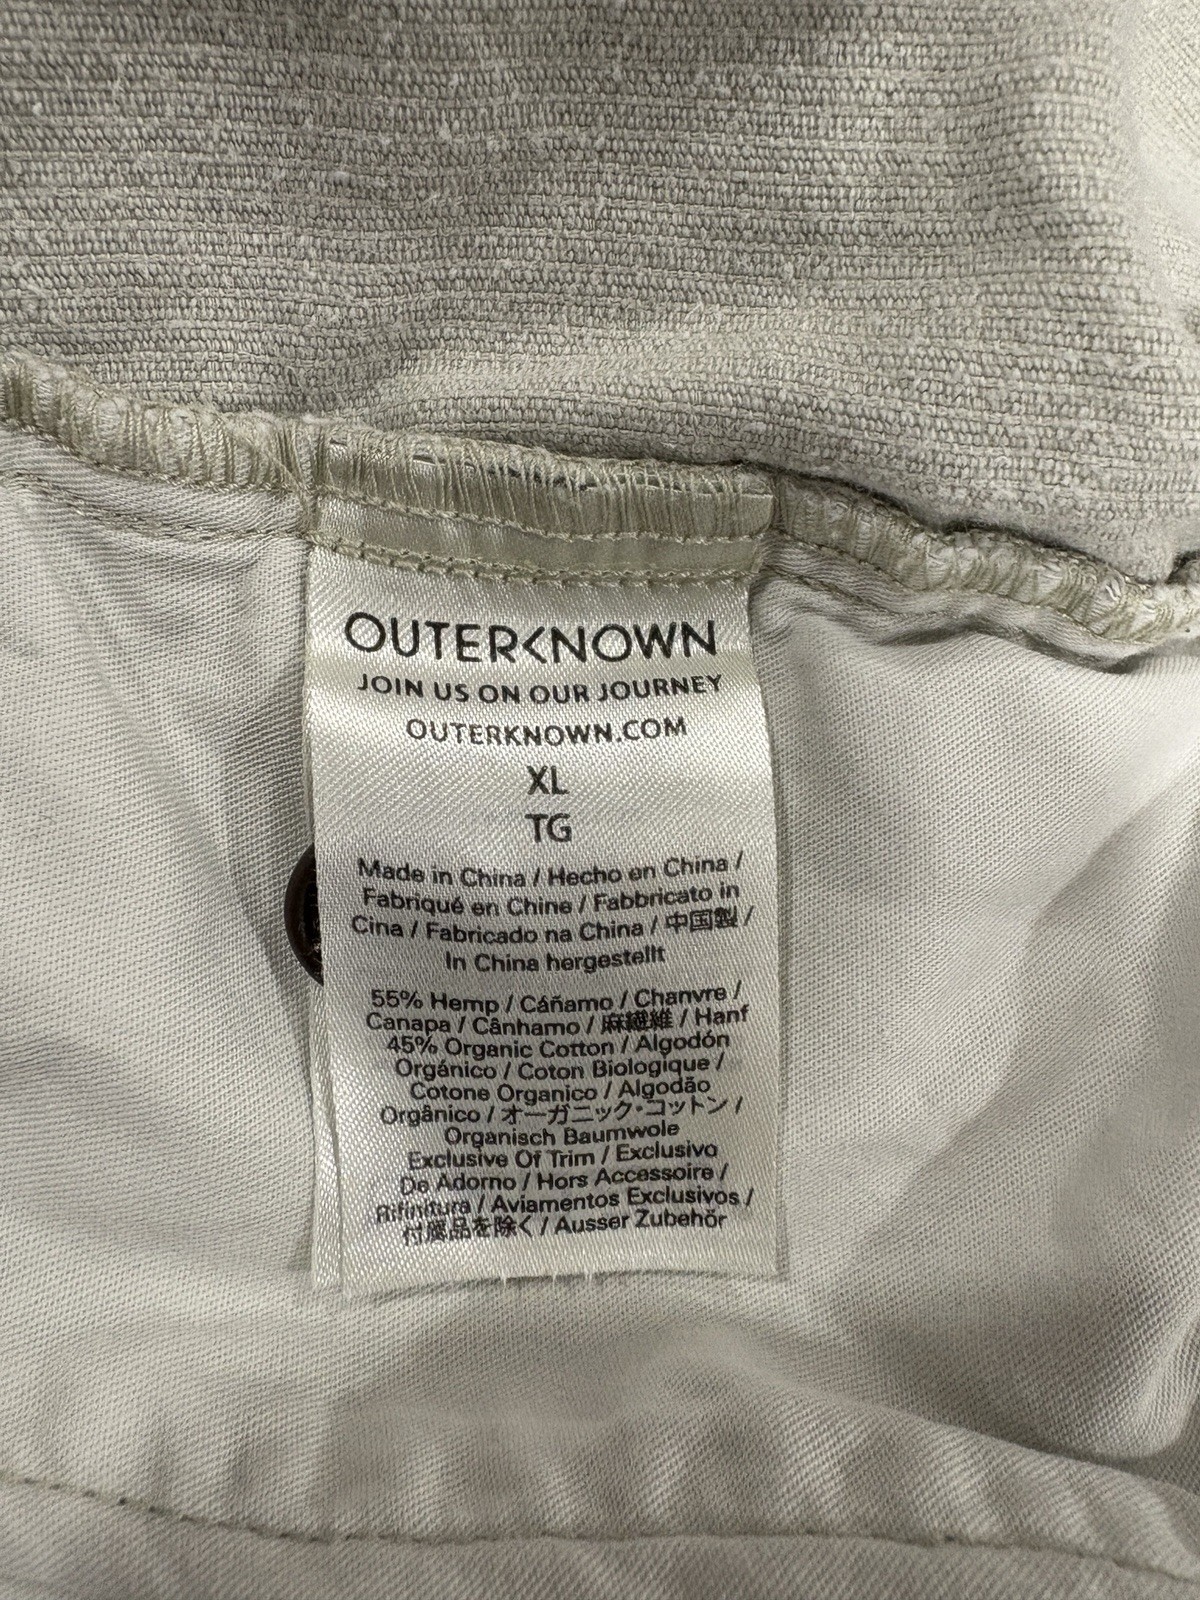 OUTERKNOWN
JOIN US ON OUR JOURNEY
OUTERKNOWN.COM
XL
TG
Made in China / Hecho en China /
Fabriqué en Chine / Fabbricato in
Cina / Fabricado na China / 中国製 /
In China hergestellt
55% Hemp / Cáñamo / Chanvre /
Canapa / Cânhamo / 麻繊維 / Hanf
45% Organic Cotton / Algodón
Orgánico / Coton Biologique /
Cotone Organico / Algodão
Orgânico / オーガニック・コットン /
Organisch Baumwole
Exclusive Of Trim / Exclusivo
De Adorno / Hors Accessoire /
Rifinitura / Aviamentos Exclusivos /
付属品を除く / Ausser Zubehör